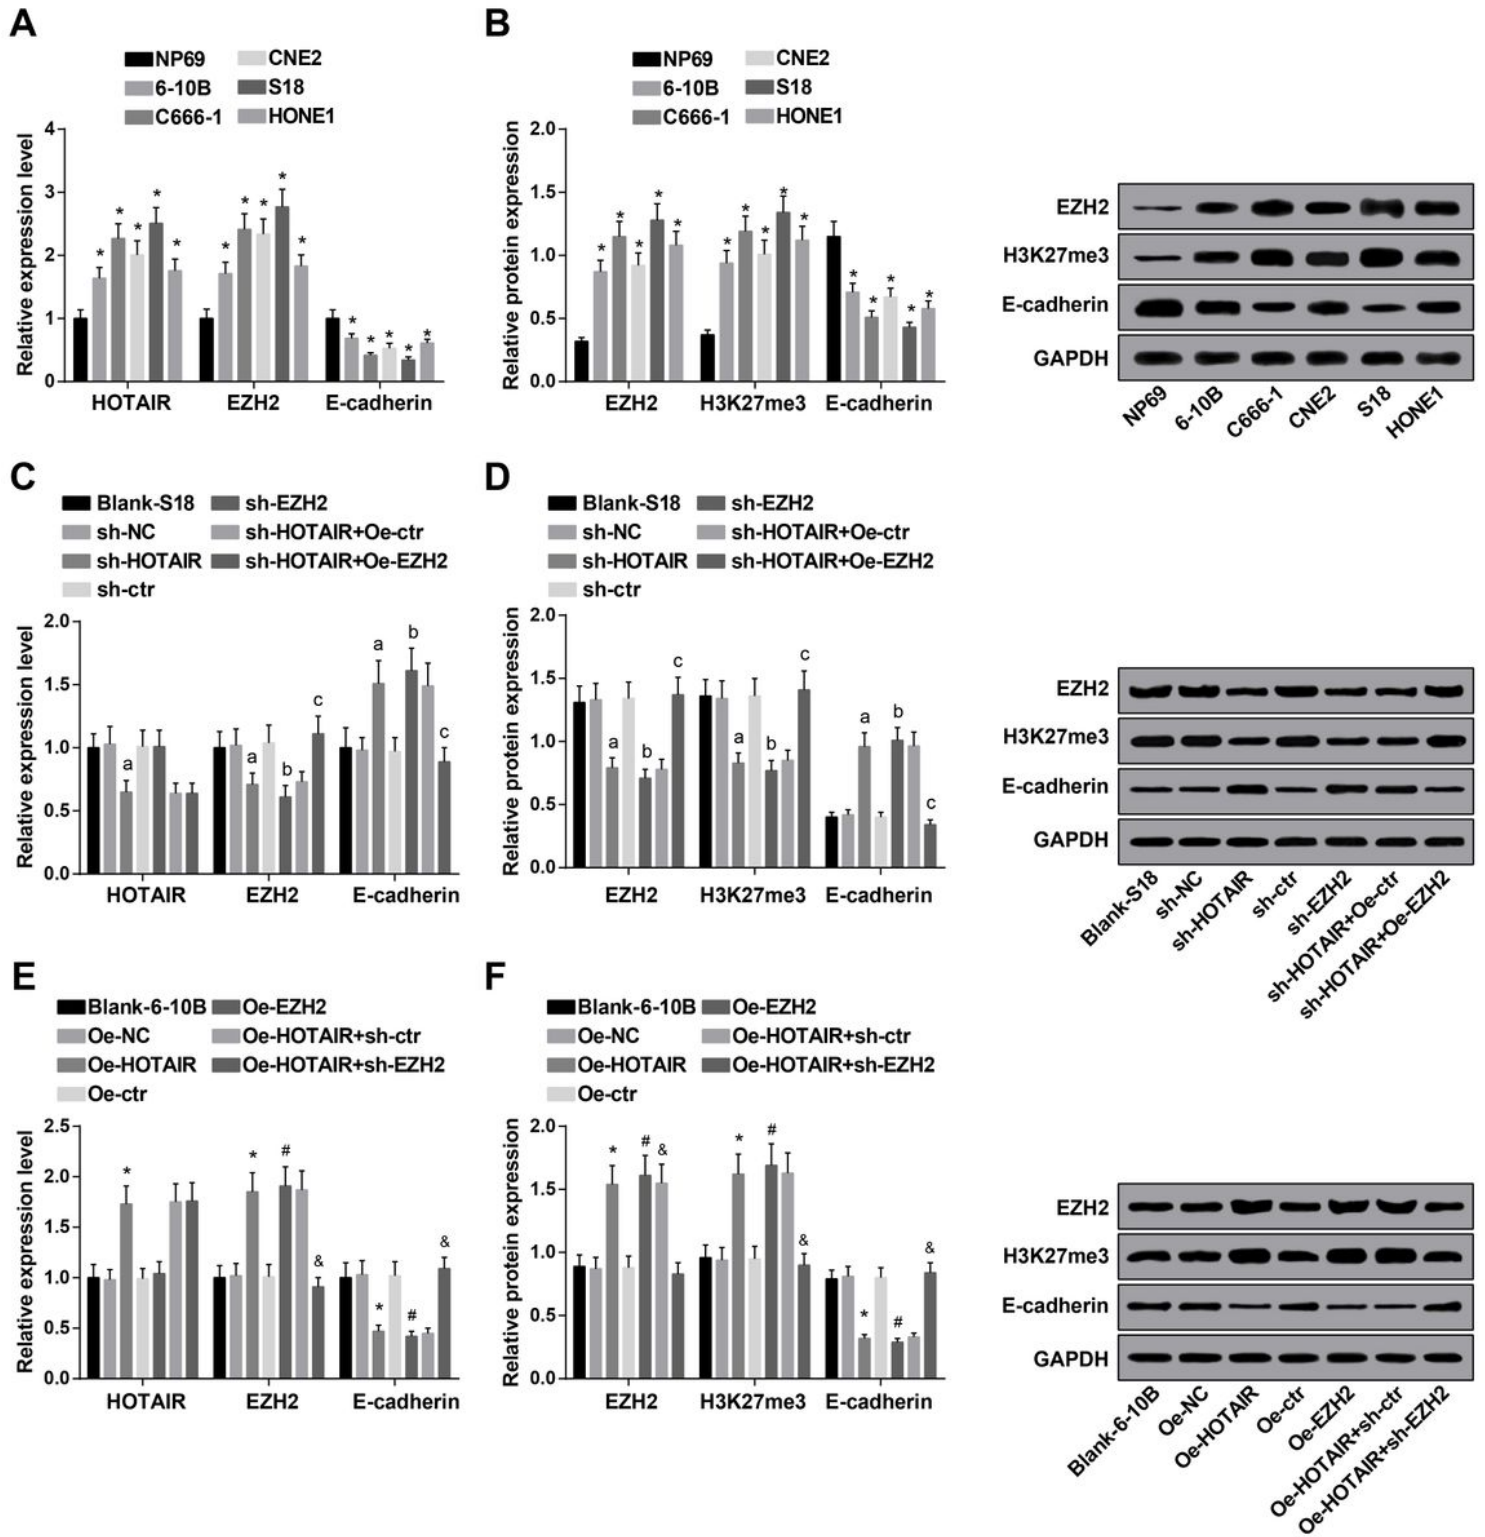 A
NP69 CNE2
6-10B S18
C666-1 HONE1
Relative expression level
4
3
2
1
0
* * * * *
* * * * *
* * * * *
HOTAIR EZH2 E-cadherin
B
NP69 CNE2
6-10B S18
C666-1 HONE1
Relative protein expression
2.0
1.5
1.0
0.5
0.0
* * * * *
* * * * *
* * * * *
EZH2 H3K27me3 E-cadherin
EZH2
H3K27me3
E-cadherin
GAPDH
NP69 6-10B C666-1 CNE2 S18 HONE1
C
Blank-S18 sh-EZH2
sh-NC sh-HOTAIR+Oe-ctr
sh-HOTAIR sh-HOTAIR+Oe-EZH2
sh-ctr
Relative expression level
2.0
1.5
1.0
0.5
0.0
a a b c a b c
HOTAIR EZH2 E-cadherin
D
Blank-S18 sh-EZH2
sh-NC sh-HOTAIR+Oe-ctr
sh-HOTAIR sh-HOTAIR+Oe-EZH2
sh-ctr
Relative protein expression
2.0
1.5
1.0
0.5
0.0
a b c a b c a b c
EZH2 H3K27me3 E-cadherin
EZH2
H3K27me3
E-cadherin
GAPDH
Blank-S18 sh-NC sh-HOTAIR sh-ctr sh-EZH2 sh-HOTAIR+Oe-ctr sh-HOTAIR+Oe-EZH2
E
Blank-6-10B Oe-EZH2
Oe-NC Oe-HOTAIR+sh-ctr
Oe-HOTAIR Oe-HOTAIR+sh-EZH2
Oe-ctr
Relative expression level
2.5
2.0
1.5
1.0
0.5
0.0
* * # & * # &
HOTAIR EZH2 E-cadherin
F
Blank-6-10B Oe-EZH2
Oe-NC Oe-HOTAIR+sh-ctr
Oe-HOTAIR Oe-HOTAIR+sh-EZH2
Oe-ctr
Relative protein expression
2.0
1.5
1.0
0.5
0.0
* # & * # & * # &
EZH2 H3K27me3 E-cadherin
EZH2
H3K27me3
E-cadherin
GAPDH
Blank-6-10B Oe-NC Oe-HOTAIR Oe-ctr Oe-EZH2 Oe-HOTAIR+sh-ctr Oe-HOTAIR+sh-EZH2